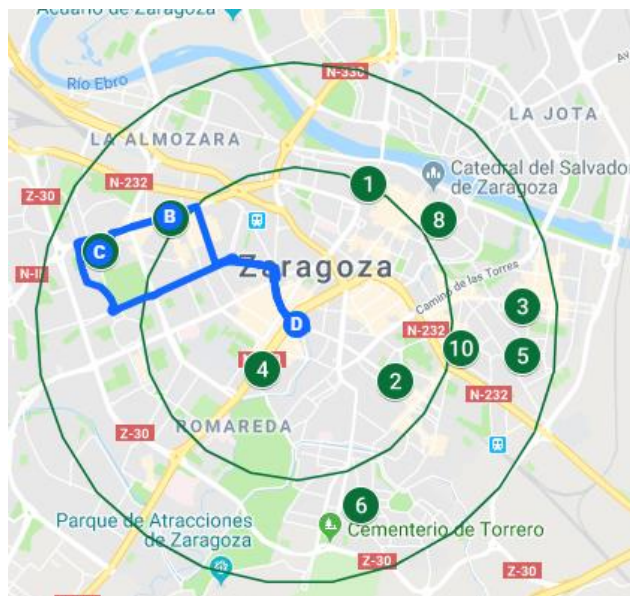 Acuario de Zaragoza
N-330
Río Ebro
Av
LA JOTA
LA ALMOZARA
Catedral del Salvador
de Zaragoza
N-232
Z-30
1
B
8
C
N-II
Zaragoza
Camino de las Torres
3
D
N-232
10
5
4
2
N-232
ROMAREDA
Z-30
6
Parque de Atracciones
de Zaragoza
Cementerio de Torrero
Z-30
Z-30